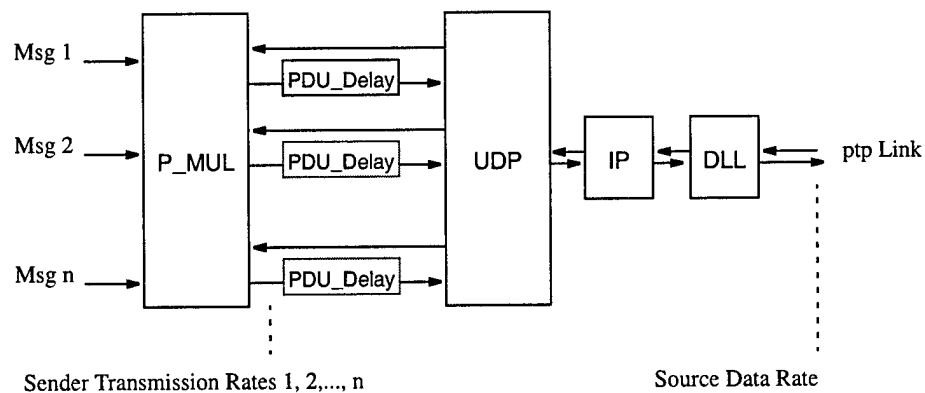 Msg 1
PDU_Delay
Msg 2
P_MUL
PDU_Delay
UDP
IP
DLL
ptp Link
Msg n
PDU_Delay
Sender Transmission Rates 1, 2,..., n
Source Data Rate